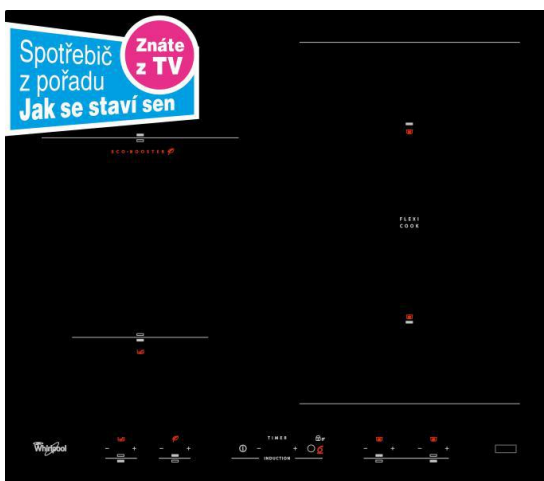 Spotřebič
z pořadu
Jak se staví sen
Znáte
z TV
ECO-BOOSTER
FLEXI
COOK
Whirlpool
- +
- +
TIMER
- +
INDUCTION
- +
- +